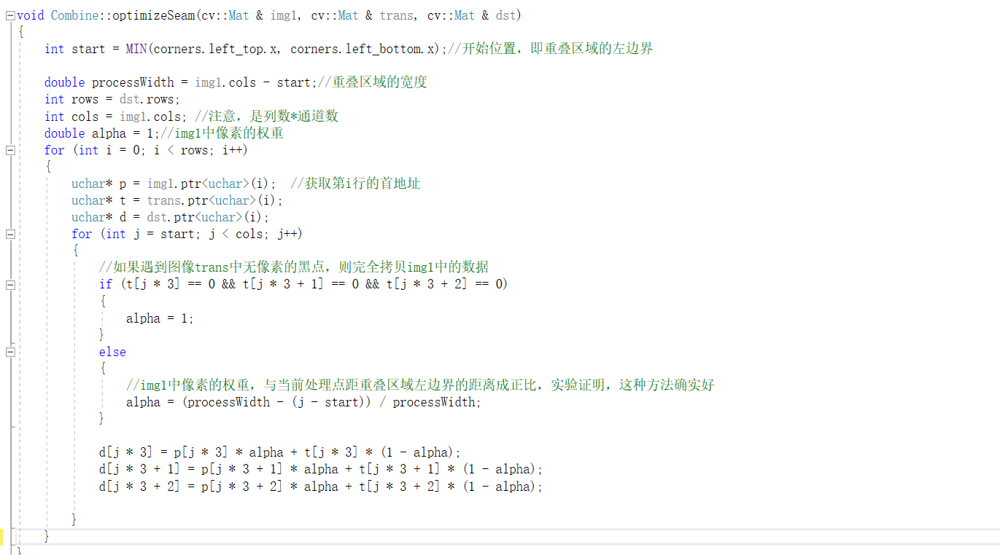 void Combine::optimizeSeam(cv::Mat & img1, cv::Mat & trans, cv::Mat & dst)
{
int start = MIN(corners.left_top.x, corners.left_bottom.x);//开始位置，即重叠区域的左边界
double processWidth = img1.cols - start;//重叠区域的宽度
int rows = dst.rows;
int cols = img1.cols; //注意，是列数*通道数
double alpha = 1;//img1中像素的权重
for (int i = 0; i < rows; i++)
{
uchar* p = img1.ptr<uchar>(i);  //获取第i行的首地址
uchar* t = trans.ptr<uchar>(i);
uchar* d = dst.ptr<uchar>(i);
for (int j = start; j < cols; j++)
{
//如果遇到图像trans中无像素的黑点，则完全拷贝img1中的数据
if (t[j * 3] == 0 && t[j * 3 + 1] == 0 && t[j * 3 + 2] == 0)
{
alpha = 1;
}
else
{
//img1中像素的权重，与当前处理点距重叠区域左边界的距离成正比，实验证明，这种方法确实好
alpha = (processWidth - (j - start)) / processWidth;
}
d[j * 3] = p[j * 3] * alpha + t[j * 3] * (1 - alpha);
d[j * 3 + 1] = p[j * 3 + 1] * alpha + t[j * 3 + 1] * (1 - alpha);
d[j * 3 + 2] = p[j * 3 + 2] * alpha + t[j * 3 + 2] * (1 - alpha);
}
}
}